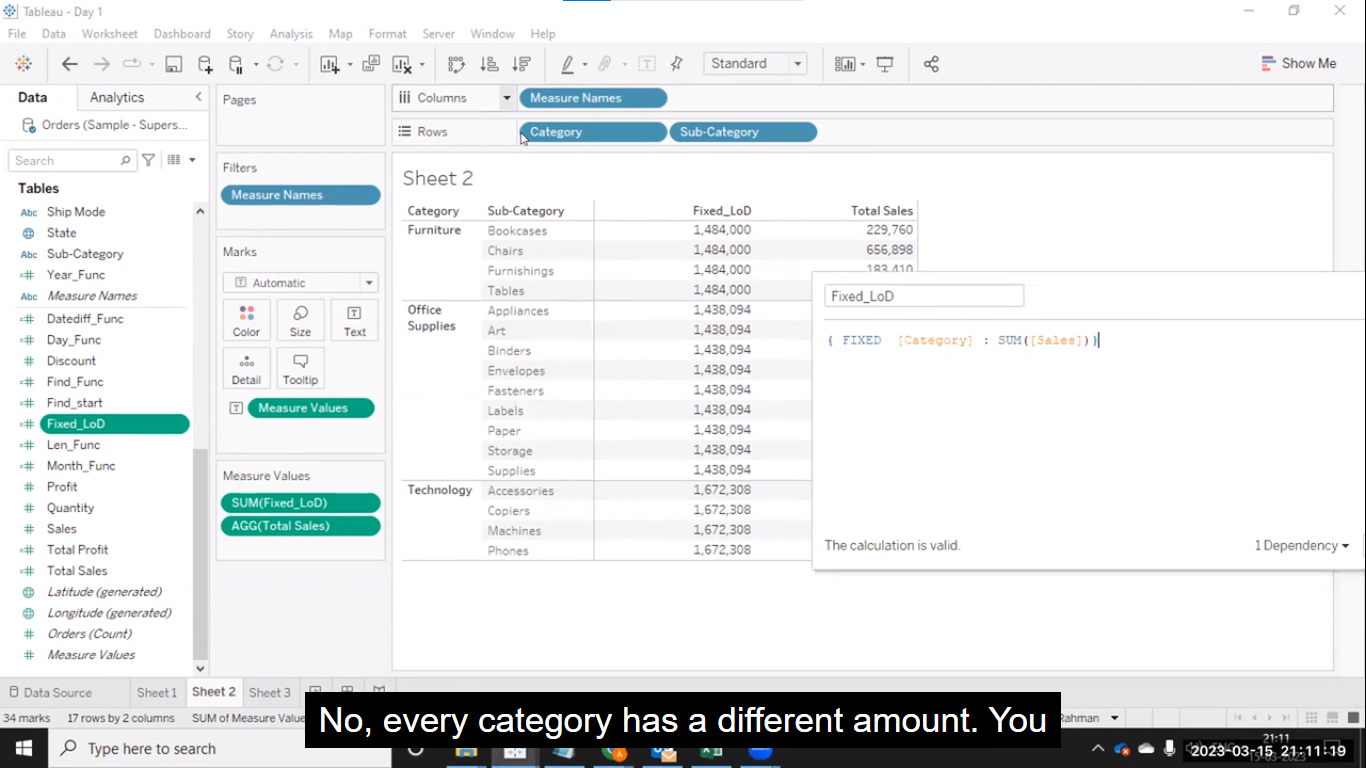 Tableau - Day 1
File Data Worksheet Dashboard Story Analysis Map Format Server Window Help
Standard
Show Me
Data Analytics
Orders (Sample - Supers...
Search
Tables
Abc Ship Mode
State
Abc Sub-Category
Year_Func
Abc Measure Names
Datediff_Func
Day_Func
Discount
Find_Func
Find_start
Fixed_LoD
Len_Func
Month_Func
Profit
Quantity
Sales
Total Profit
Total Sales
Latitude (generated)
Longitude (generated)
Orders (Count)
Measure Values
Pages
Filters
Measure Names
Marks
Automatic
Color Size Text
Detail Tooltip
Measure Values
Measure Values
SUM(Fixed_LoD)
AGG(Total Sales)
Columns Measure Names
Rows Category Sub-Category
Sheet 2
Category Sub-Category Fixed_LoD Total Sales
Furniture Bookcases 1,484,000 229,760
Chairs 1,484,000 656,898
Furnishings 1,484,000 183,410
Tables 1,484,000
Office Supplies Appliances 1,438,094
Art 1,438,094
Binders 1,438,094
Envelopes 1,438,094
Fasteners 1,438,094
Labels 1,438,094
Paper 1,438,094
Storage 1,438,094
Supplies 1,438,094
Technology Accessories 1,672,308
Copiers 1,672,308
Machines 1,672,308
Phones 1,672,308
Fixed_LoD
{ FIXED [Category] : SUM([Sales])}
The calculation is valid. 1 Dependency
Data Source Sheet 1 Sheet 2 Sheet 3
34 marks 17 rows by 2 columns SUM of Measure Value
Rahman
No, every category has a different amount. You
Type here to search
21:11
2023-03-15 21:11:19